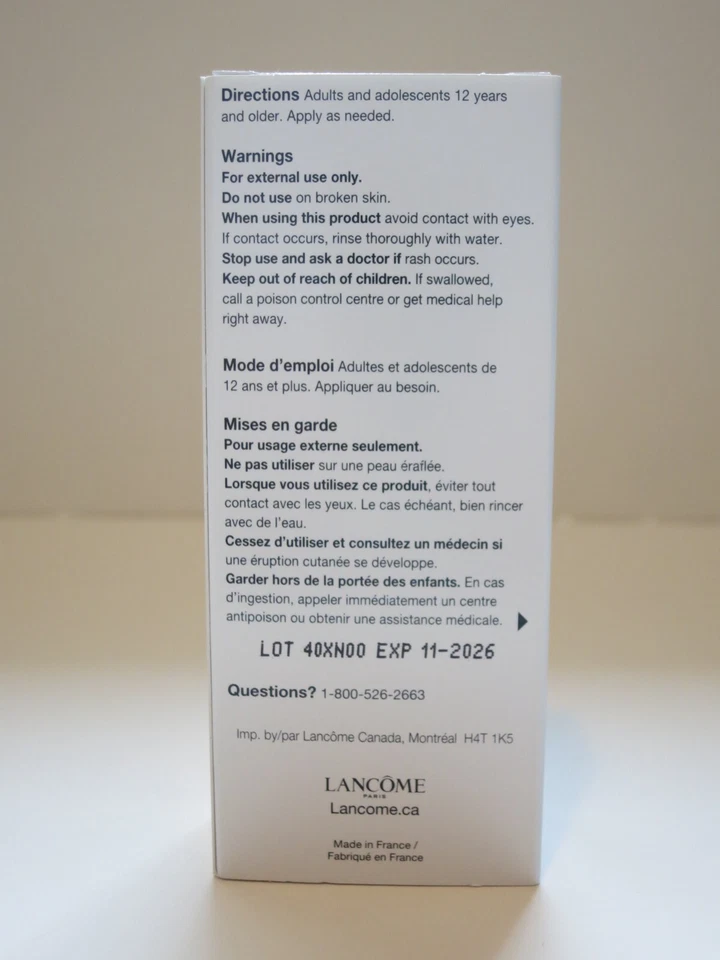 Directions Adults and adolescents 12 years
and older. Apply as needed.
Warnings
For external use only.
Do not use on broken skin.
When using this product avoid contact with eyes.
If contact occurs, rinse thoroughly with water.
Stop use and ask a doctor if rash occurs.
Keep out of reach of children. If swallowed,
call a poison control centre or get medical help
right away.
Mode d'emploi Adultes et adolescents de
12 ans et plus. Appliquer au besoin.
Mises en garde
Pour usage externe seulement.
Ne pas utiliser sur une peau éraflée.
Lorsque vous utilisez ce produit, éviter tout
contact avec les yeux. Le cas échéant, bien rincer
avec de l'eau.
Cessez d'utiliser et consultez un médecin si
une éruption cutanée se développe.
Garder hors de la portée des enfants. En cas
d'ingestion, appeler immédiatement un centre
antipoison ou obtenir une assistance médicale.
LOT 40XN00 EXP 11-2026
Questions? 1-800-526-2663
Imp. by/par Lancôme Canada, Montréal H4T 1K5
LANCÔME
PARIS
Lancome.ca
Made in France /
Fabriqué en France